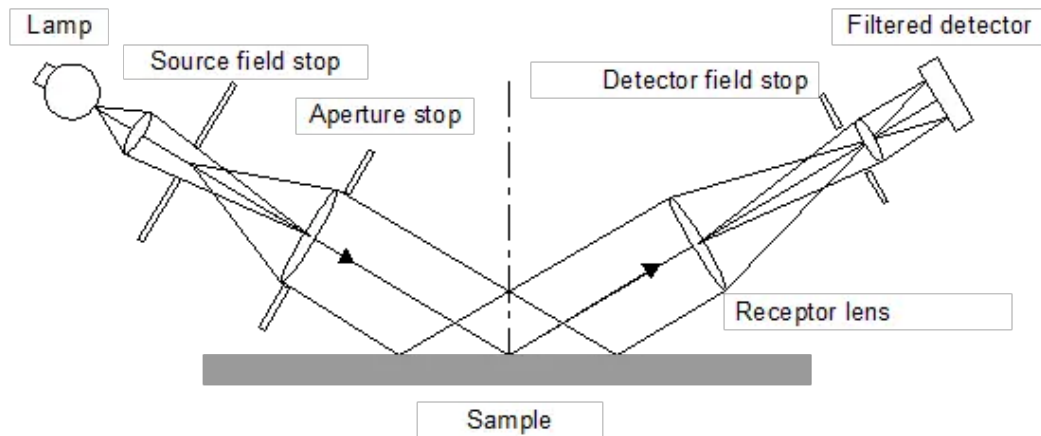 Lamp
Filtered detector
Source field stop
Detector field stop
Aperture stop
Receptor lens
Sample